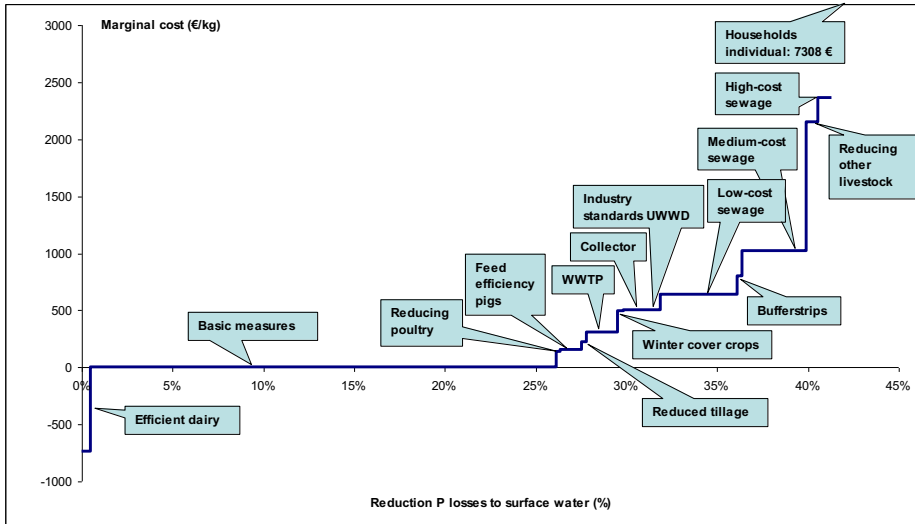 Marginal cost (€/kg)
3000
2500
2000
1500
1000
500
0
-500
-1000
0%
5%
10%
15%
20%
25%
30%
35%
40%
45%
Households
individual: 7308 €
High-cost
sewage
Medium-cost
sewage
Reducing
other
livestock
Industry
standards UWWD
Low-cost
sewage
Collector
Feed
efficiency
pigs
WWTP
Reducing
poultry
Basic measures
Bufferstrips
Winter cover crops
Reduced tillage
Efficient dairy
Reduction P losses to surface water (%)